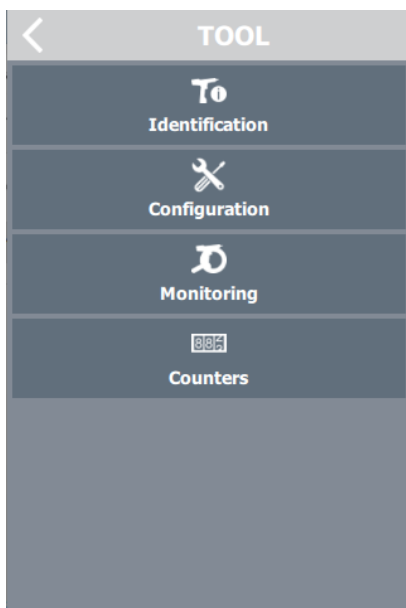 TOOL
Identification
Configuration
Monitoring
Counters